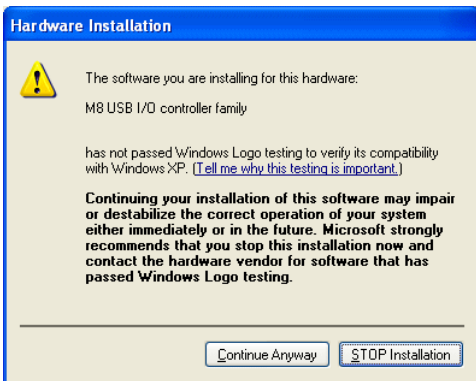 Hardware Installation
The software you are installing for this hardware:
M8 USB I/O controller family
has not passed Windows Logo testing to verify its compatibility
with Windows XP. (Tell me why this testing is important.)
Continuing your installation of this software may impair
or destabilize the correct operation of your system
either immediately or in the future. Microsoft strongly
recommends that you stop this installation now and
contact the hardware vendor for software that has
passed Windows Logo testing.
Continue Anyway
STOP Installation